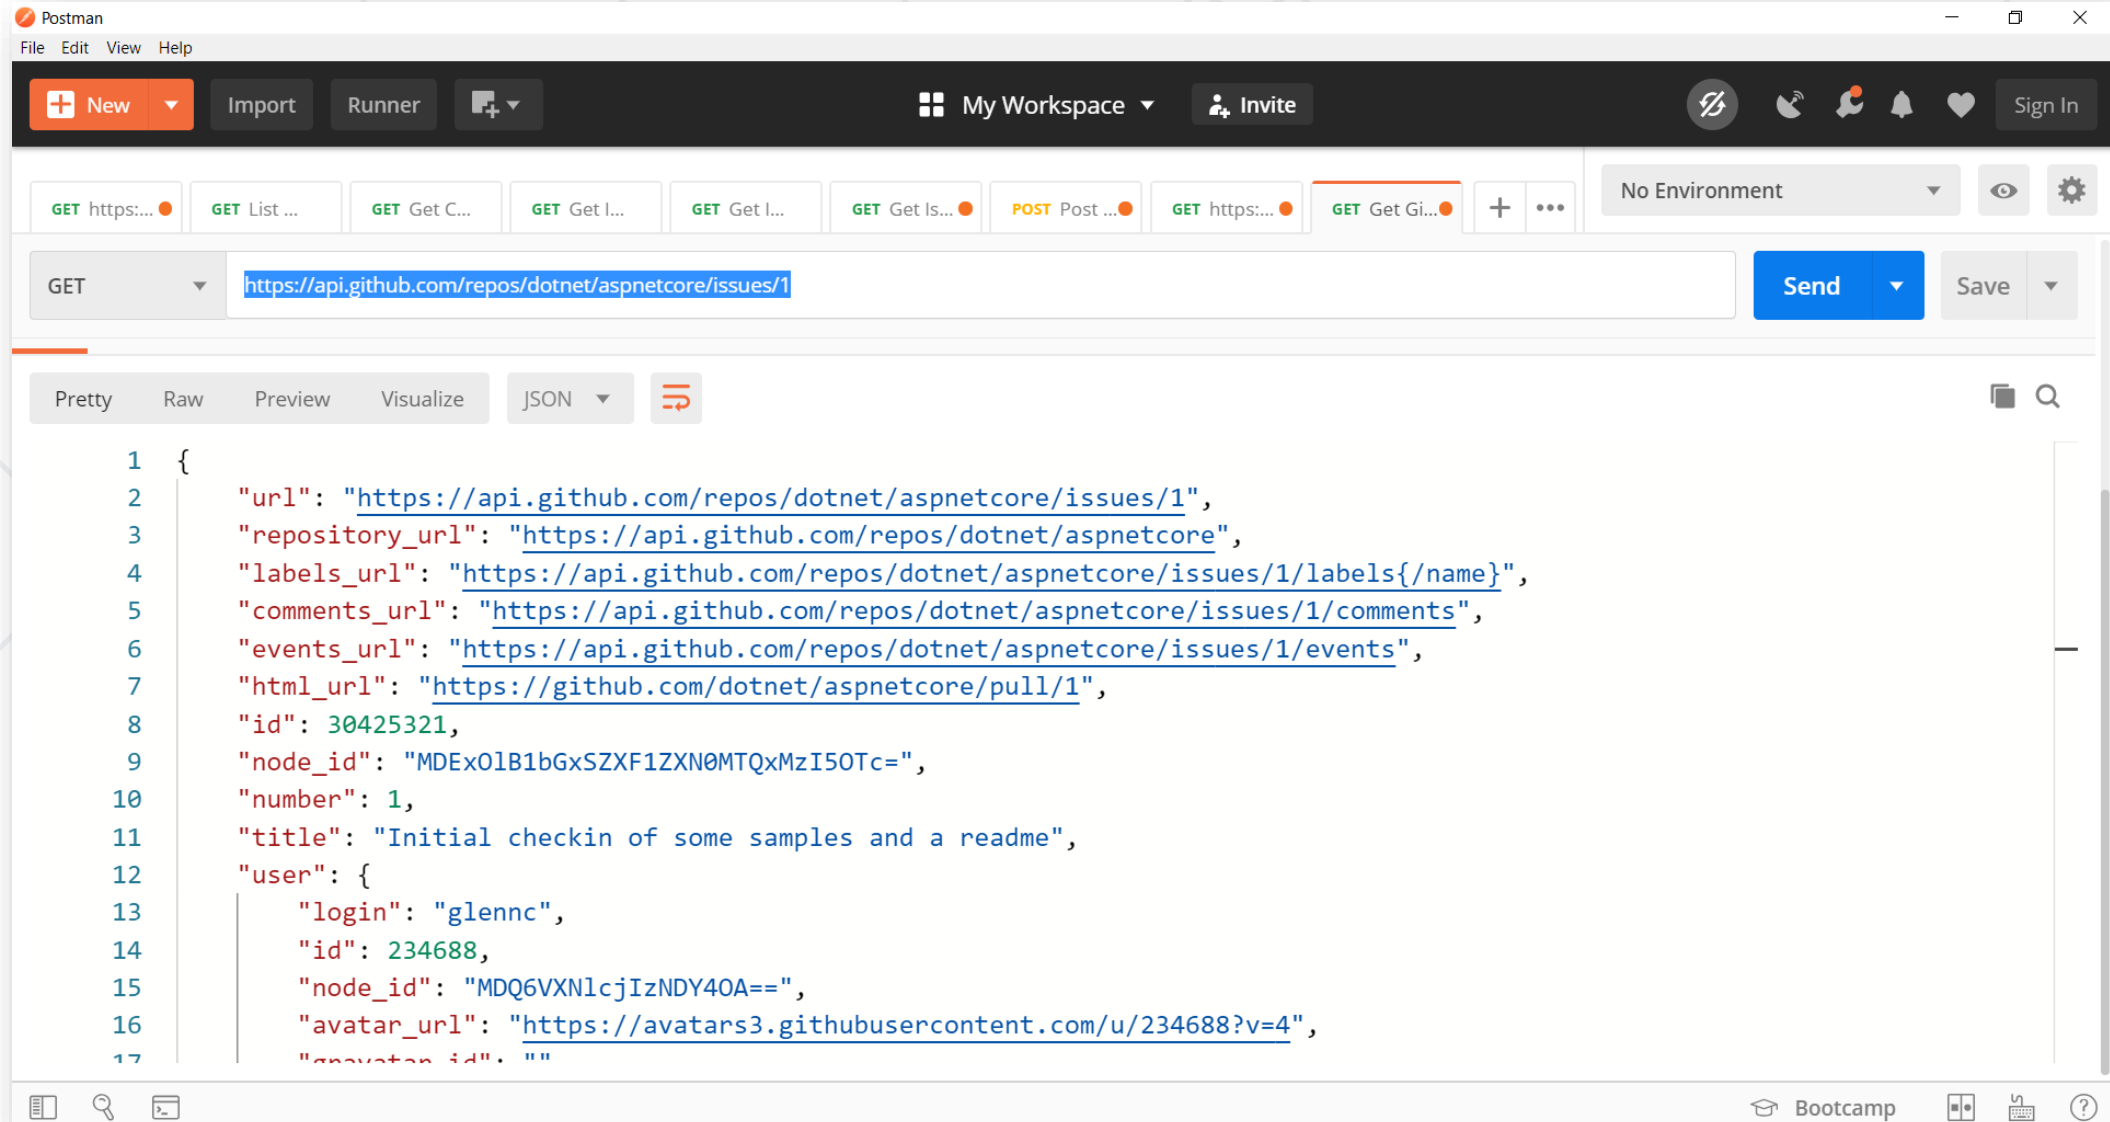 Postman
File Edit View Help
New Import Runner My Workspace Invite Sign In
GET https:... GET List ... GET Get C... GET Get I... GET Get I... GET Get Is... POST Post ... GET https:... GET Get Gi... No Environment
GET https://api.github.com/repos/dotnet/aspnetcore/issues/1 Send Save
Pretty Raw Preview Visualize JSON
1 {
2 "url": "https://api.github.com/repos/dotnet/aspnetcore/issues/1",
3 "repository_url": "https://api.github.com/repos/dotnet/aspnetcore",
4 "labels_url": "https://api.github.com/repos/dotnet/aspnetcore/issues/1/labels{/name}",
5 "comments_url": "https://api.github.com/repos/dotnet/aspnetcore/issues/1/comments",
6 "events_url": "https://api.github.com/repos/dotnet/aspnetcore/issues/1/events",
7 "html_url": "https://github.com/dotnet/aspnetcore/pull/1",
8 "id": 30425321,
9 "node_id": "MDExOlB1bGxSZXF1ZXN0MTQxMzI5OTc=",
10 "number": 1,
11 "title": "Initial checkin of some samples and a readme",
12 "user": {
13 "login": "glennc",
14 "id": 234688,
15 "node_id": "MDQ6VXNlcjIzNDY4OA==",
16 "avatar_url": "https://avatars3.githubusercontent.com/u/234688?v=4",
17 "gravatar_id": ""
Bootcamp